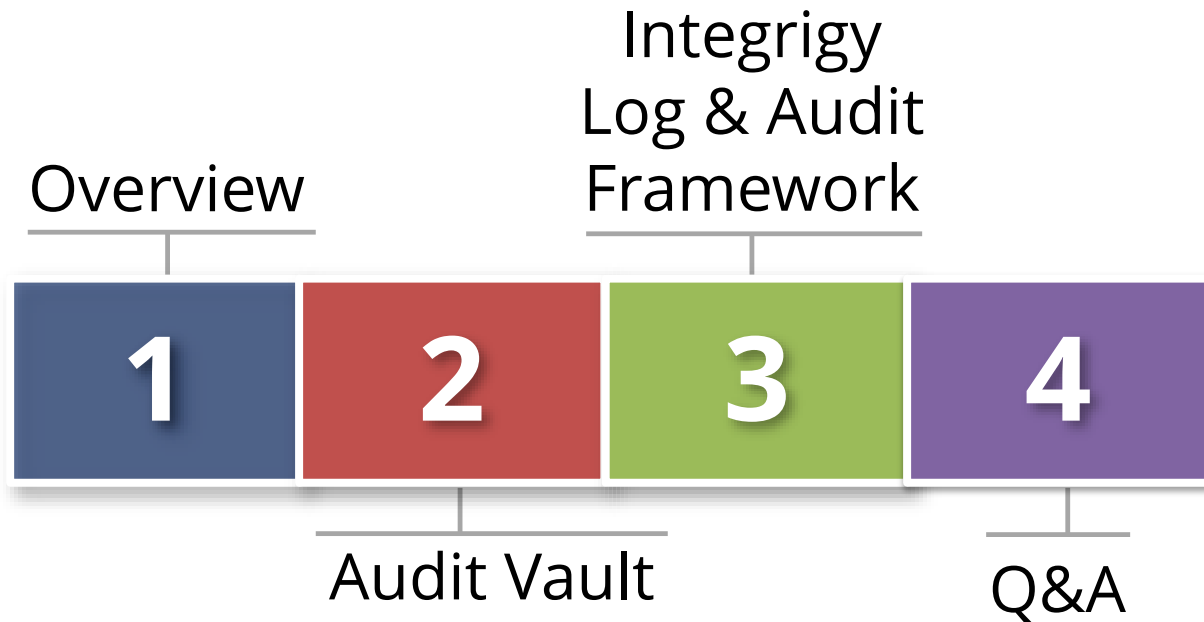 Overview
Integrigy
Log & Audit
Framework
1
2
3
4
Audit Vault
Q&A